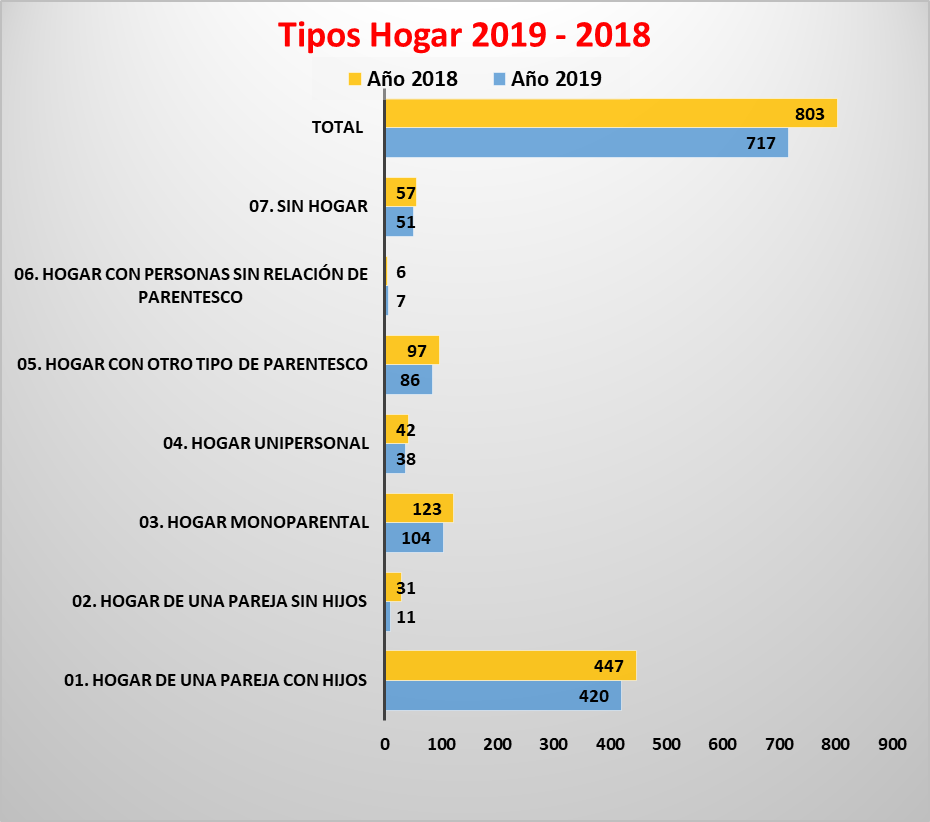 Tipos Hogar 2019 - 2018
Año 2018 Año 2019
TOTAL
803
717
07. SIN HOGAR
57
51
06. HOGAR CON PERSONAS SIN RELACIÓN DE
PARENTESCO
6
7
05. HOGAR CON OTRO TIPO DE PARENTESCO
97
86
04. HOGAR UNIPERSONAL
42
38
03. HOGAR MONOPARENTAL
123
104
02. HOGAR DE UNA PAREJA SIN HIJOS
31
11
01. HOGAR DE UNA PAREJA CON HIJOS
447
420
0 100 200 300 400 500 600 700 800 900